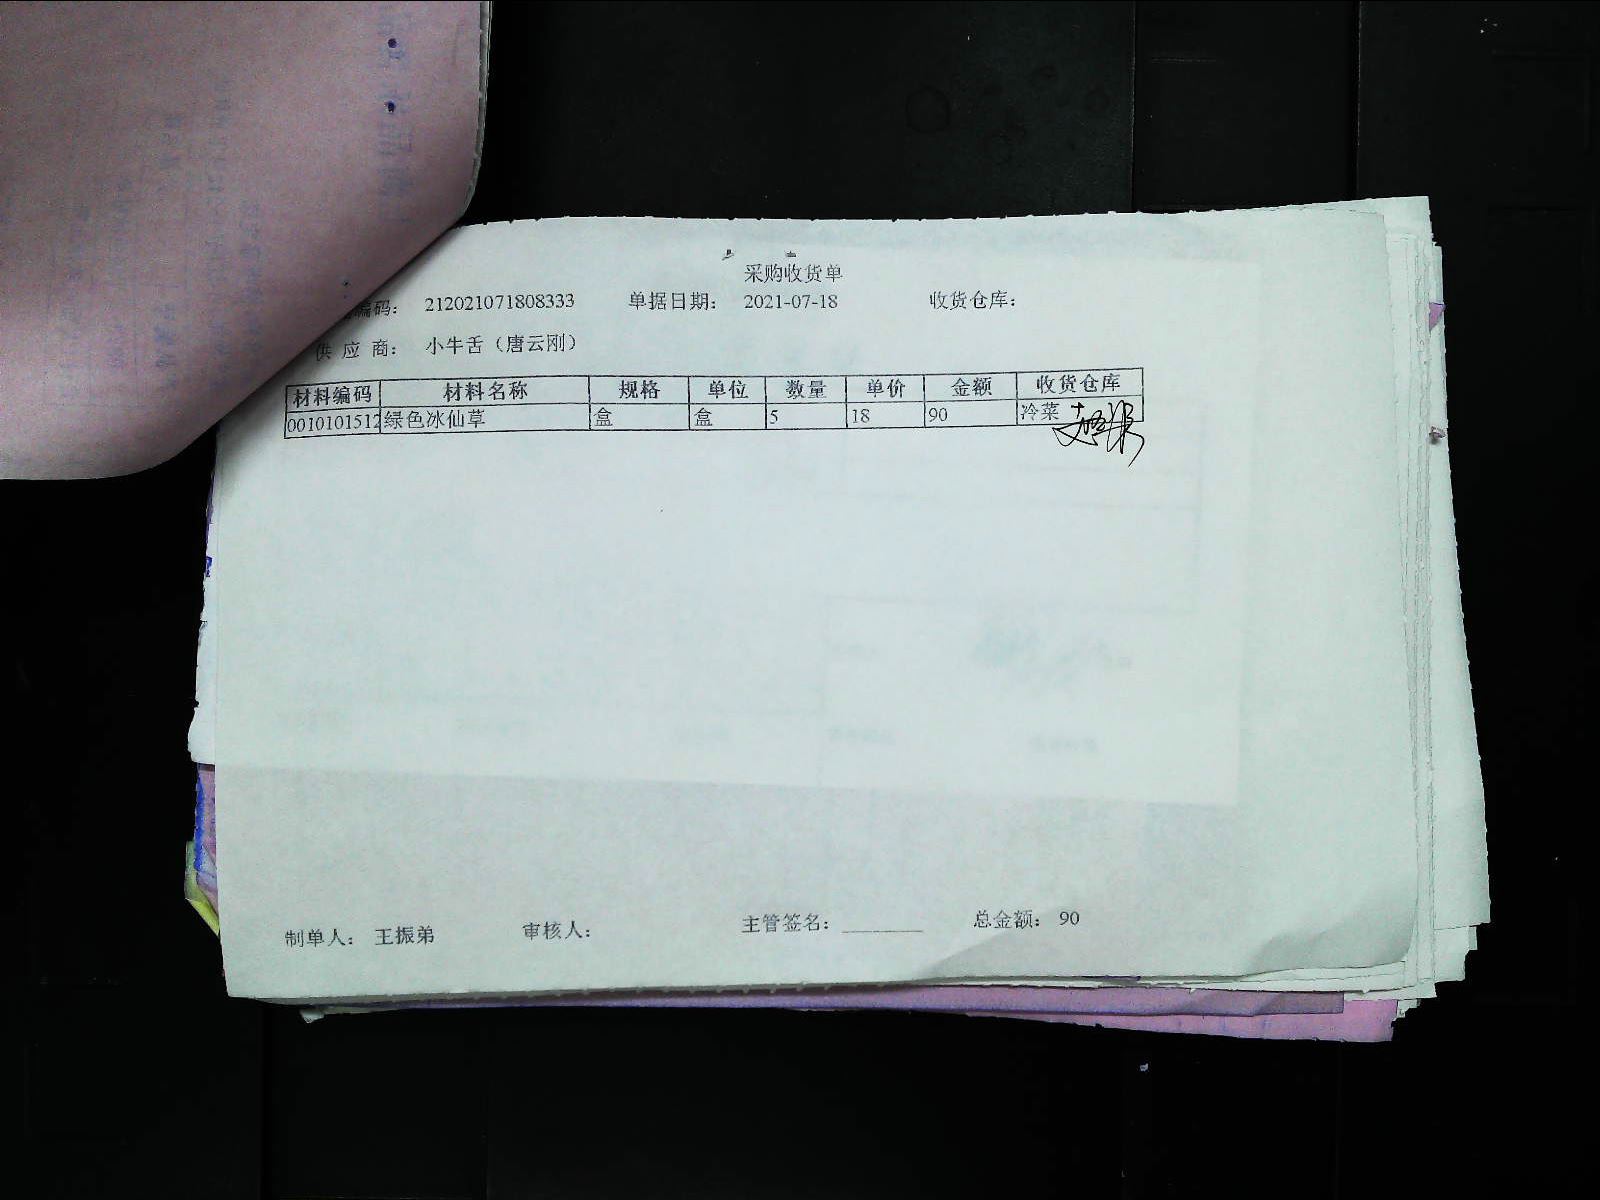 采购收货单
编码： 212021071808333 单据日期： 2021-07-18 收货仓库：
供 应 商： 小牛舌（唐云刚）
材料编码 材料名称 规格 单位 数量 单价 金额 收货仓库
0010101512 绿色冰仙草 盒 盒 5 18 90 冷菜
制单人： 王振弟 审核人： 主管签名： ________ 总金额： 90